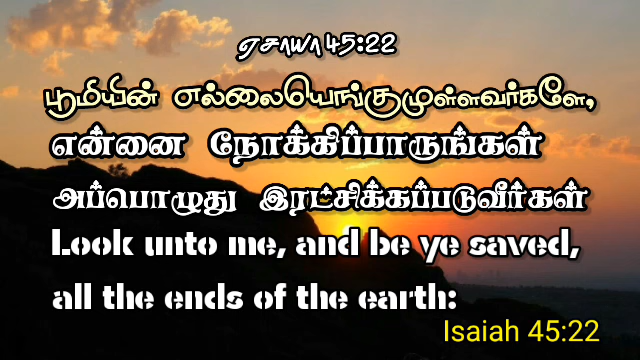 ஏசாயா 45:22
பூமியின் எல்லையெங்குமுள்ளவர்களே,
என்னை நோக்கிப்பாருங்கள்
அப்பொழுது இரட்சிக்கப்படுவீர்கள்
Look unto me, and be ye saved,
all the ends of the earth:
Isaiah 45:22